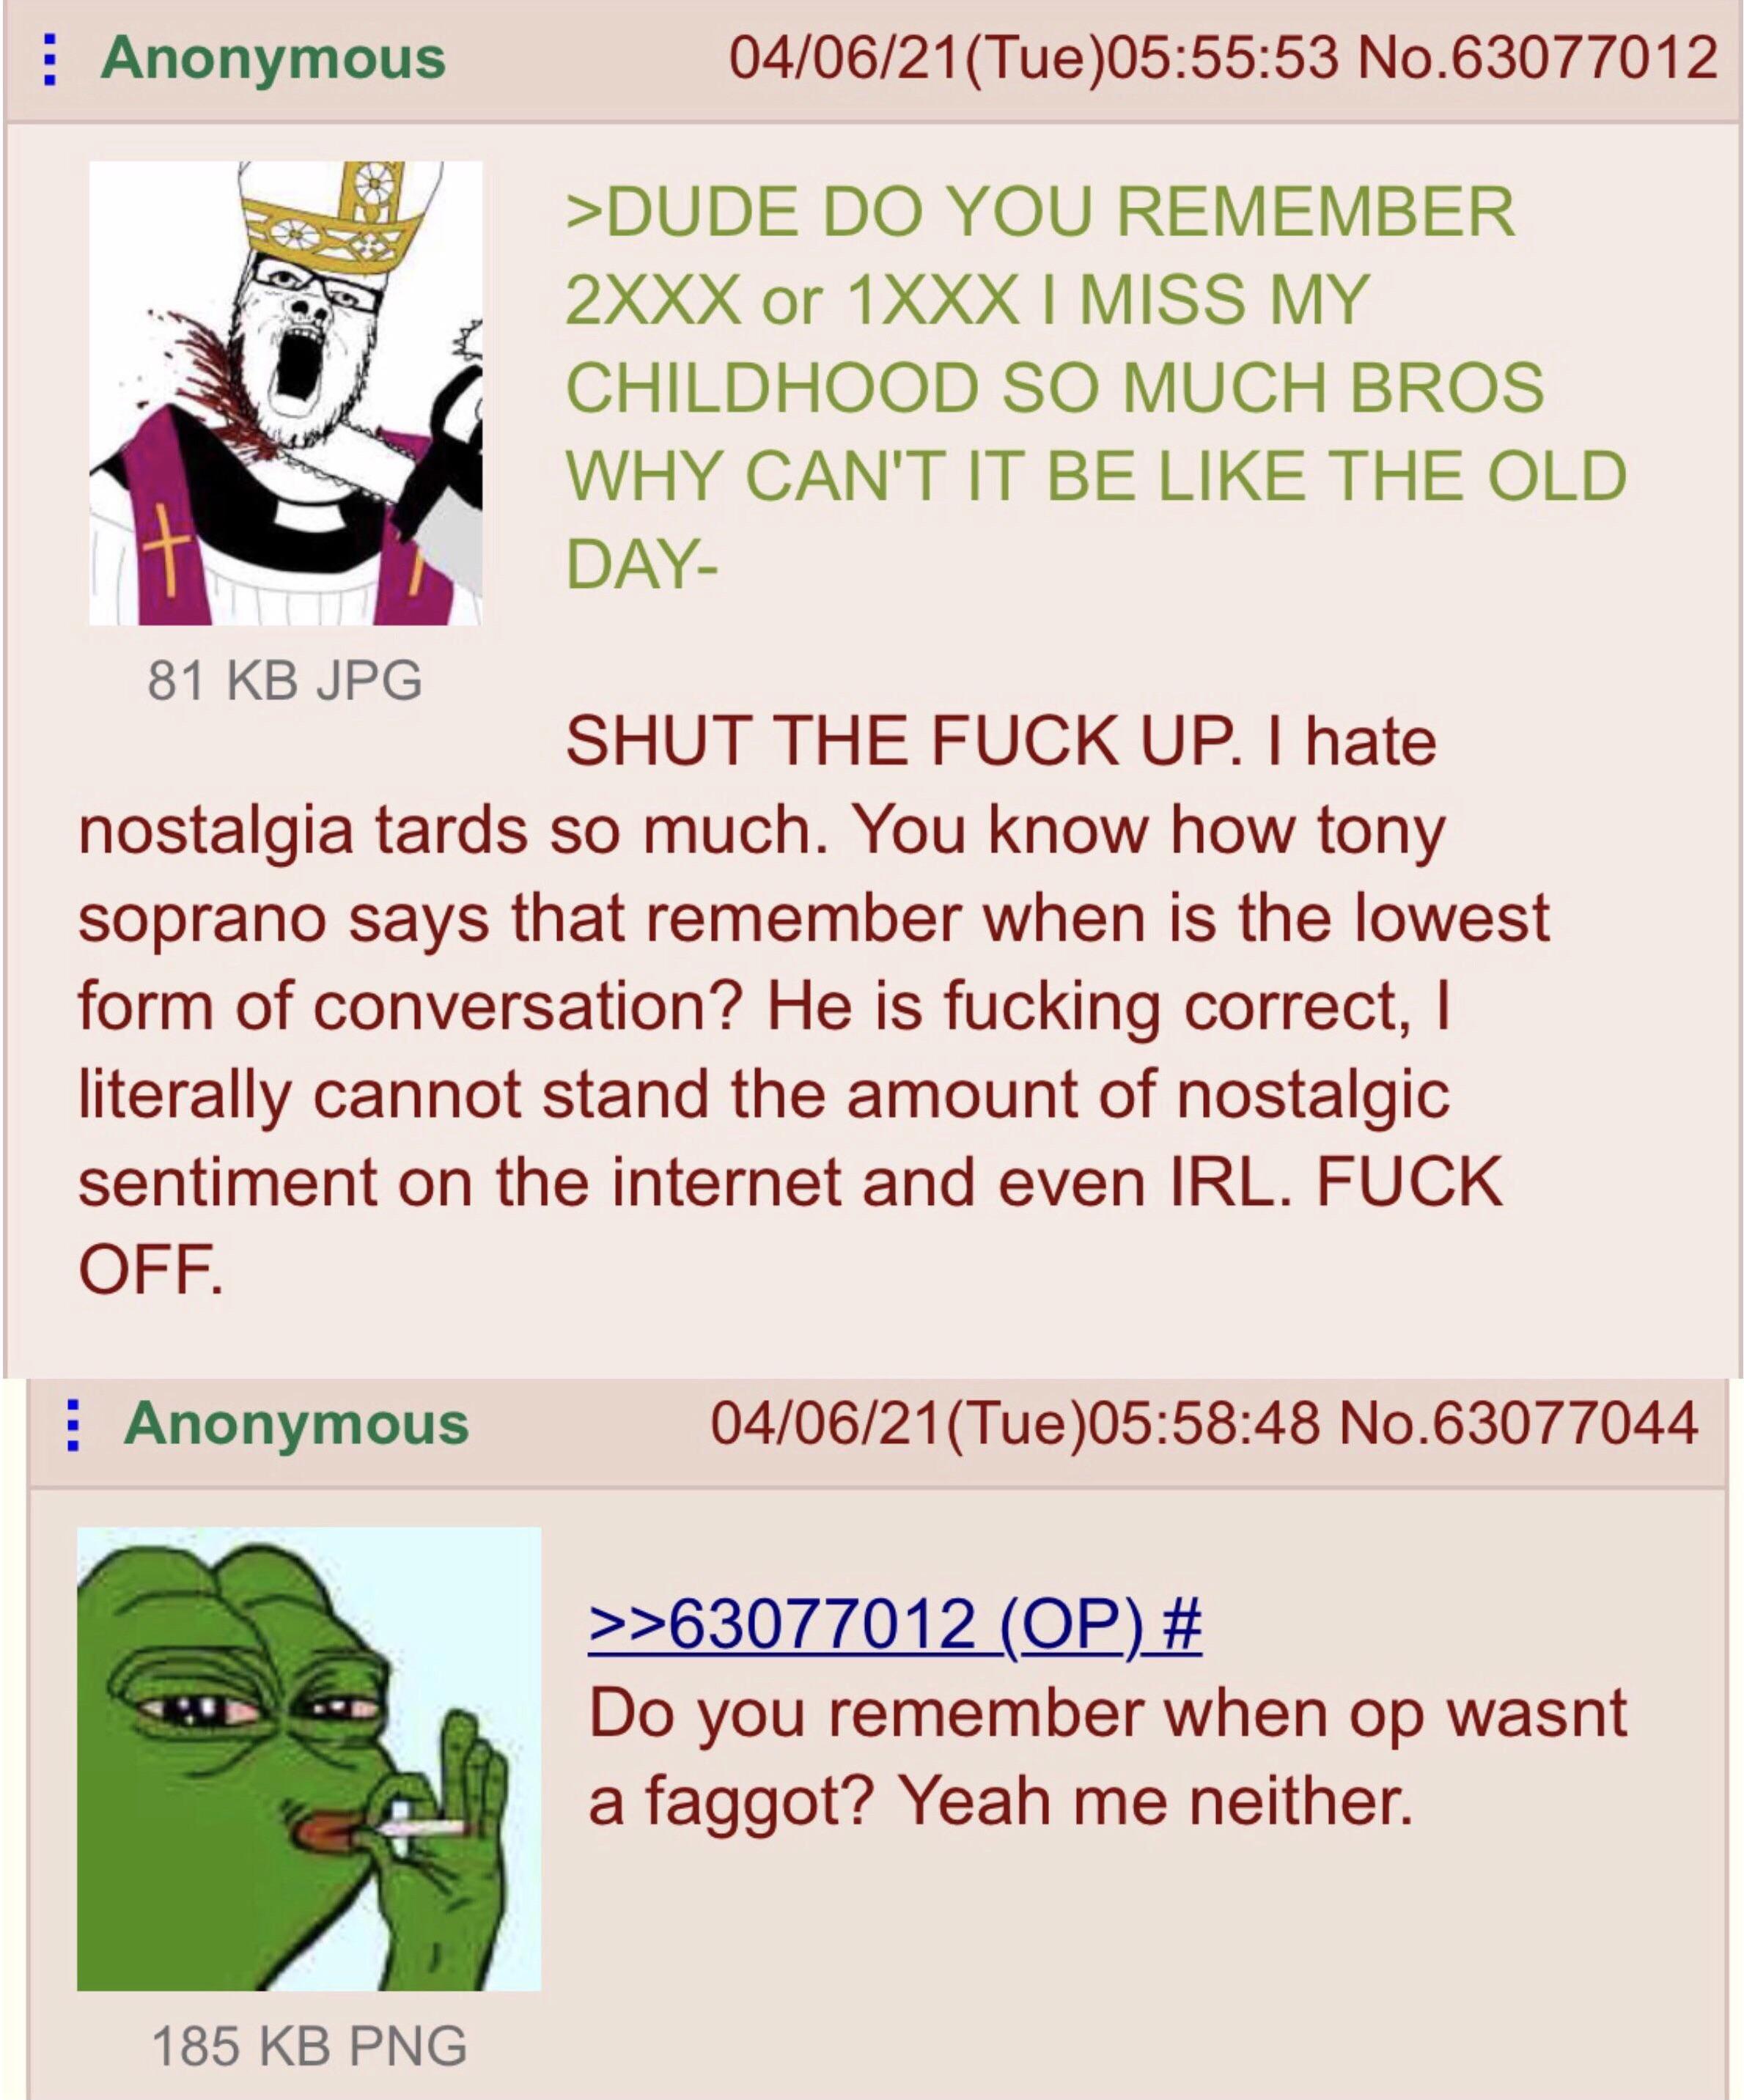 Anonymous 04/06/21(Tue)05:55:53 No.63077012
>DUDE DO YOU REMEMBER
2XXX or 1XXX I MISS MY
CHILDHOOD SO MUCH BROS
WHY CAN'T IT BE LIKE THE OLD
DAY-
81 KB JPG
SHUT THE FUCK UP. I hate
nostalgia tards so much. You know how tony
soprano says that remember when is the lowest
form of conversation? He is fucking correct, I
literally cannot stand the amount of nostalgic
sentiment on the internet and even IRL. FUCK
OFF.
Anonymous 04/06/21(Tue)05:58:48 No.63077044
>>63077012 (OP) #
Do you remember when op wasnt
a faggot? Yeah me neither.
185 KB PNG